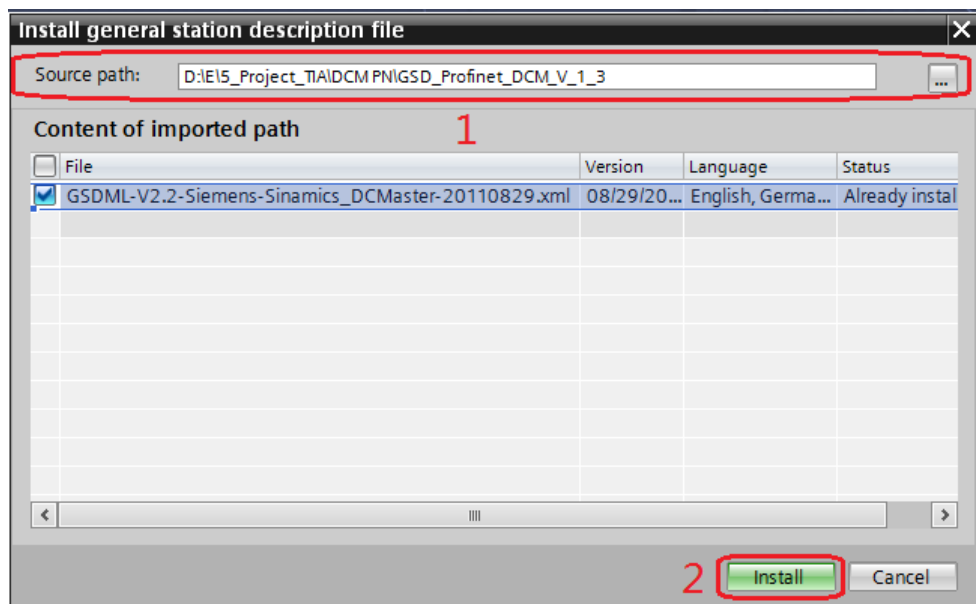 Install general station description file
Source path: D:\E\5_Project_TIA\DCM PN\GSD_Profinet_DCM_V_1_3 ...
1
Content of imported path
File Version Language Status
GSDML-V2.2-Siemens-Sinamics_DCMaster-20110829.xml 08/29/20... English, Germa... Already instal
2 Install Cancel